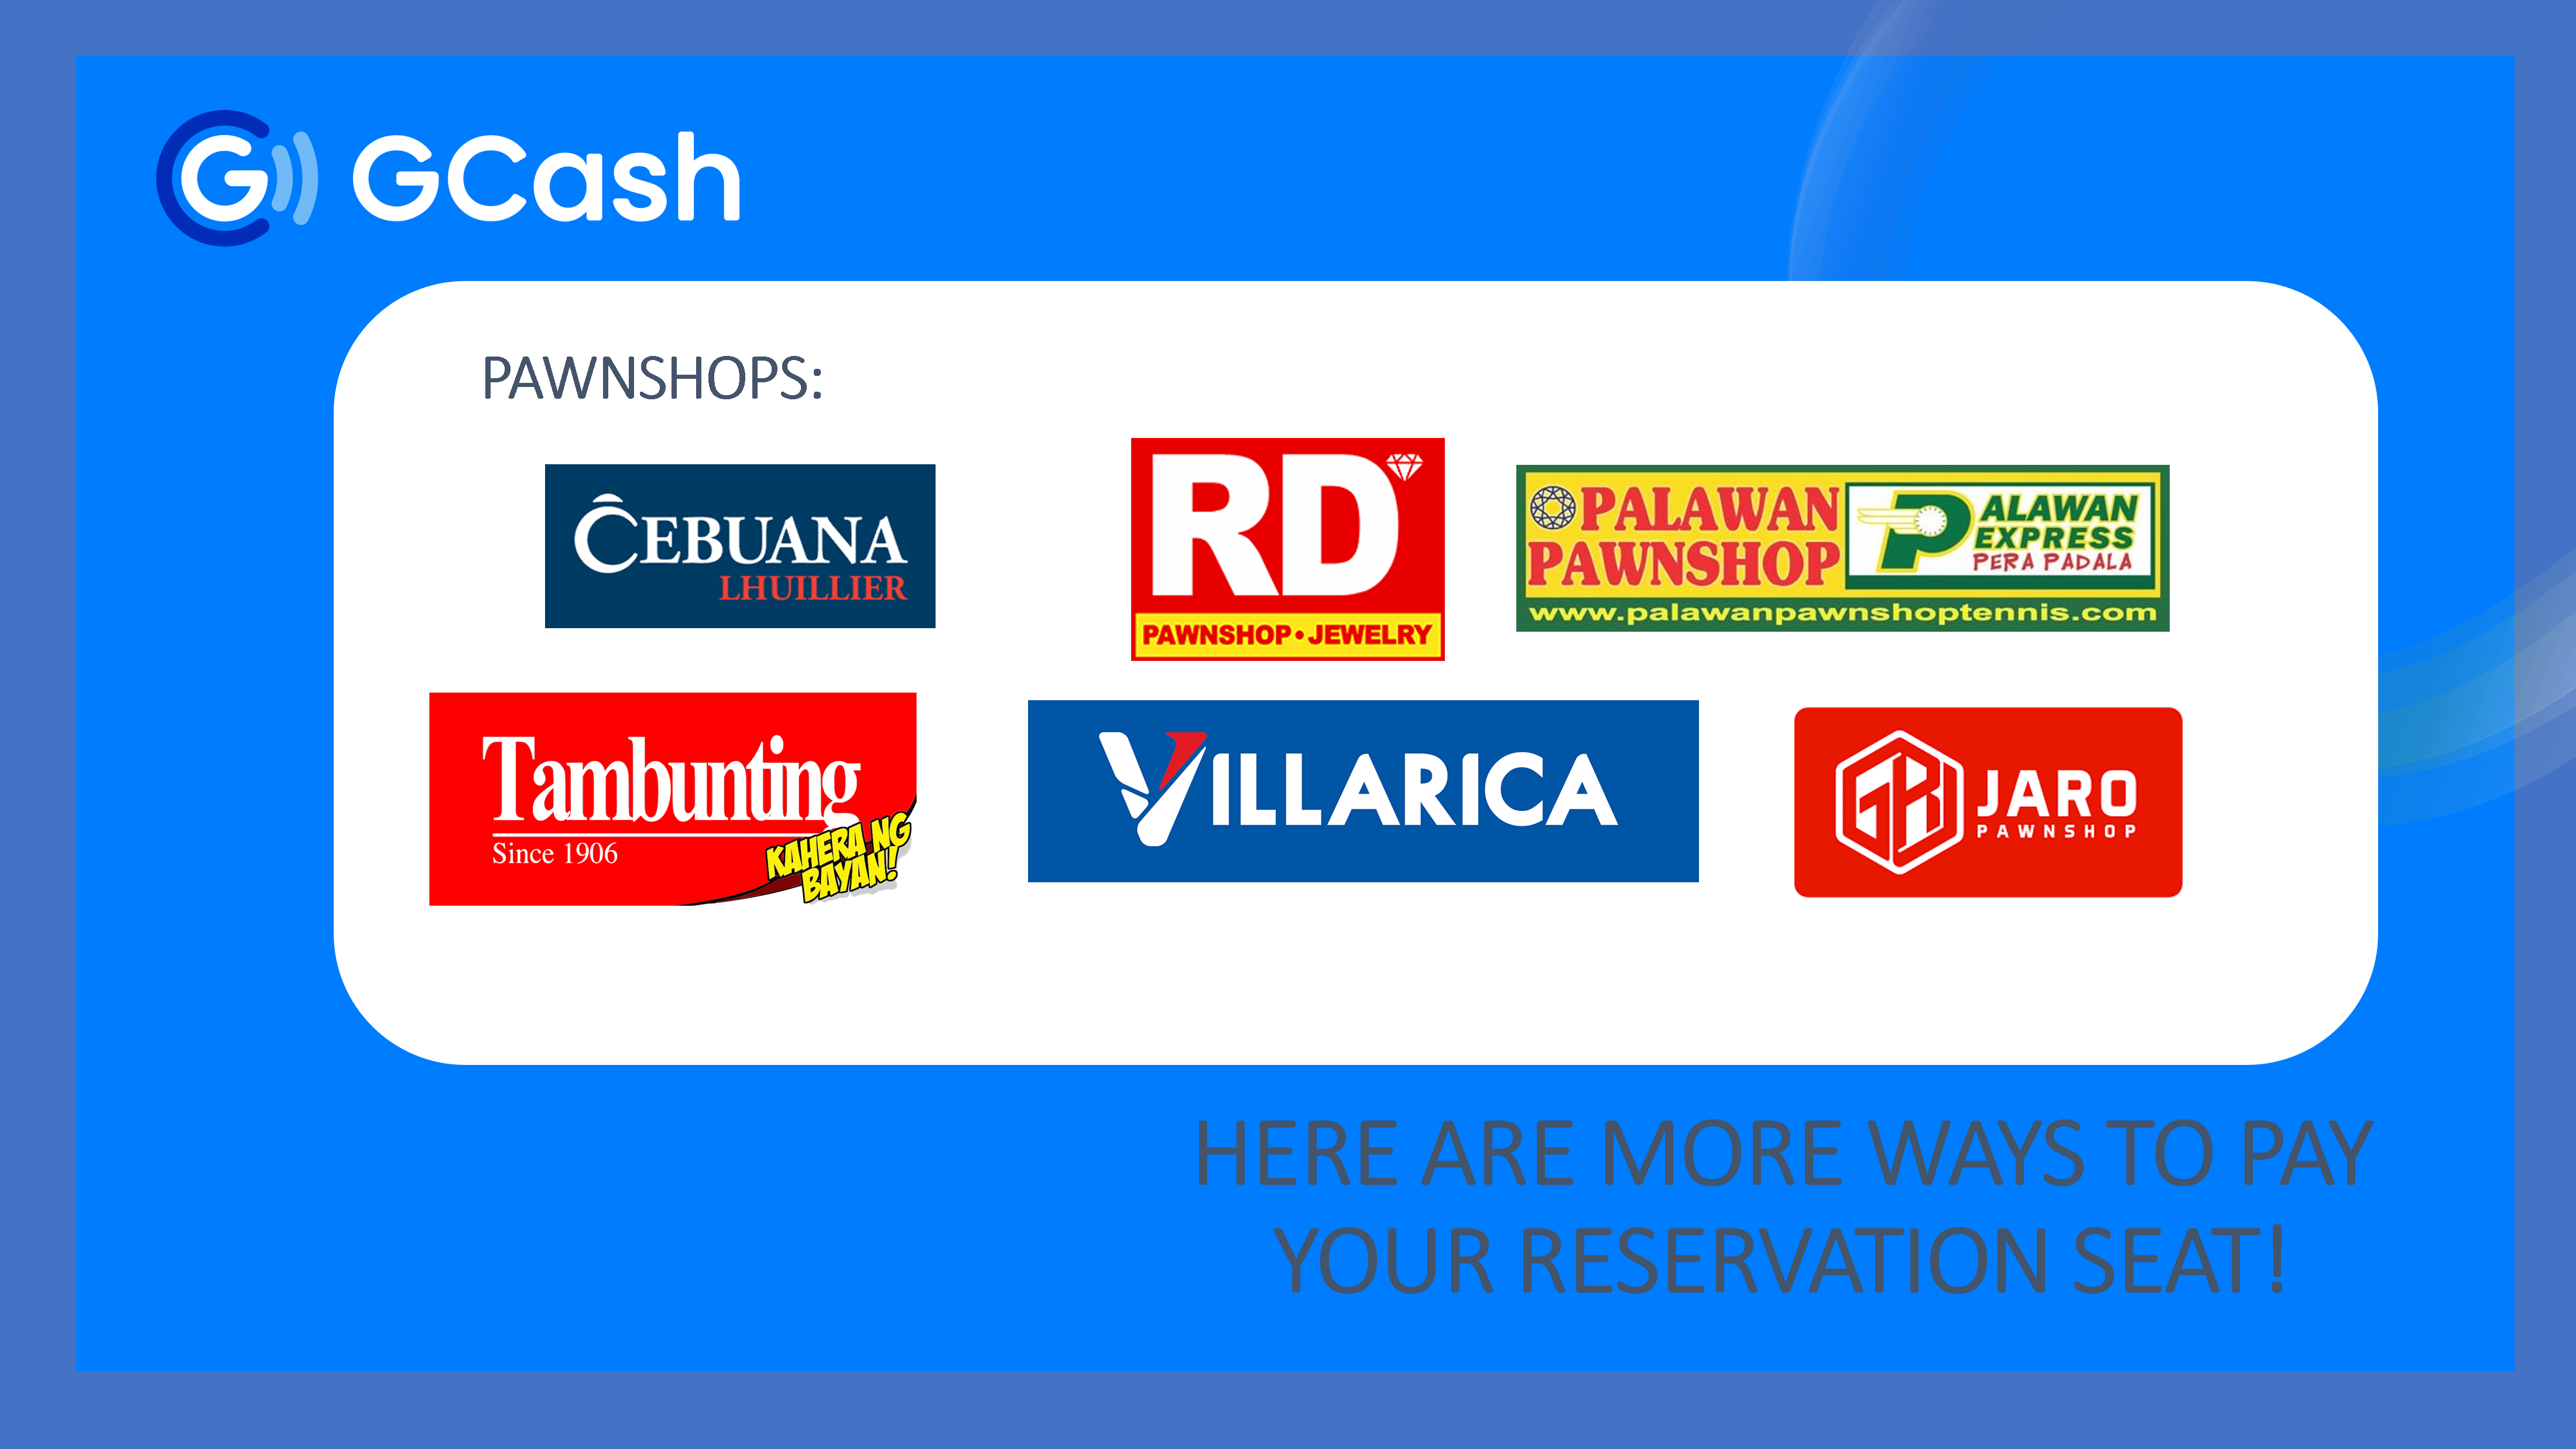 G GCash
PAWNSHOPS:
CEBUANA
LHUILLIER
RD
PAWNSHOP•JEWELRY
PALAWAN
PAWNSHOP
PALAWAN
EXPRESS
PERA PADALA
www.palawanpawnshoptennis.com
Tambunting
Since 1906
KAHERA NG
BAYAN!
VILLARICA
JARO
PAWNSHOP
HERE ARE MORE WAYS TO PAY
YOUR RESERVATION SEAT!